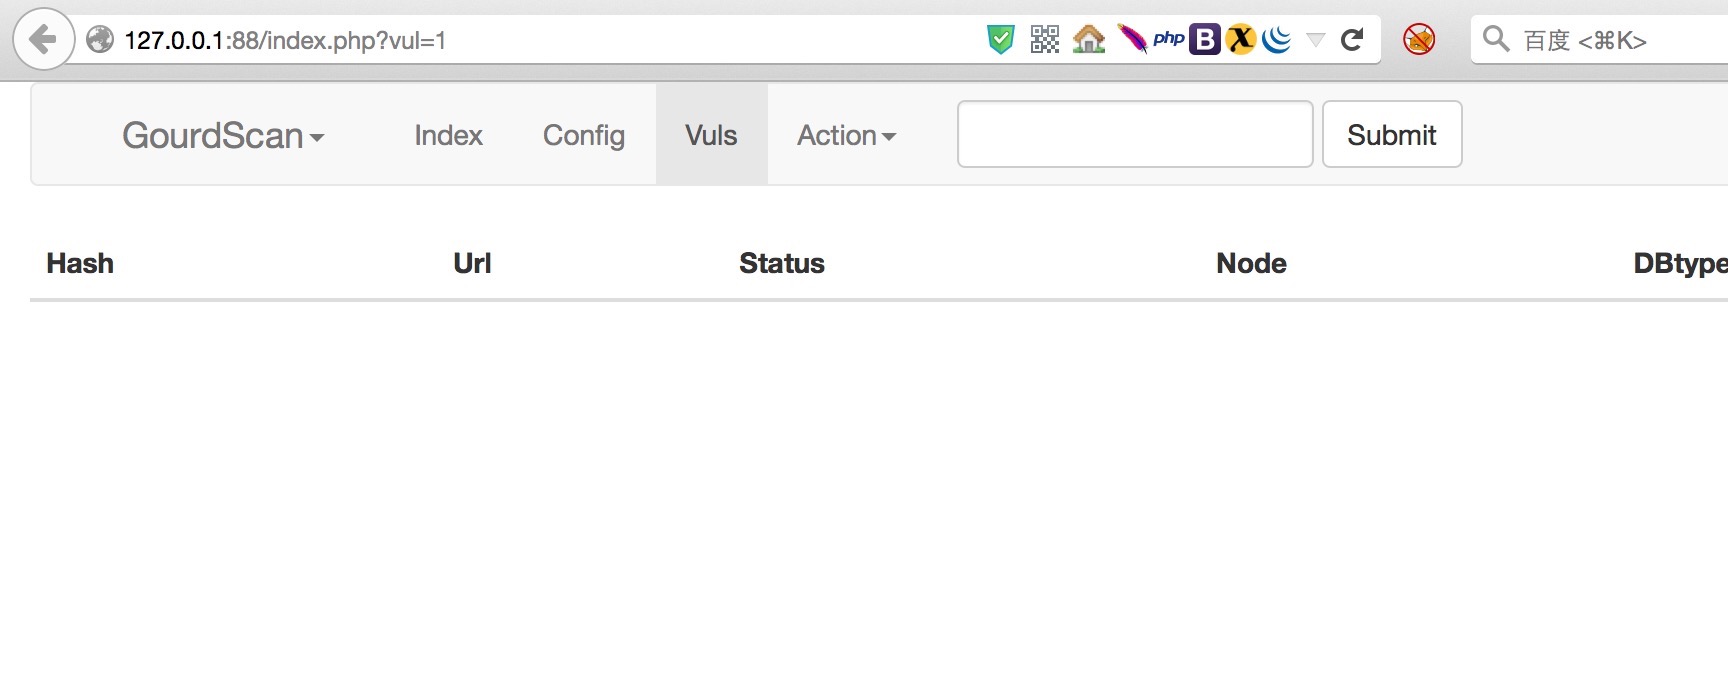 127.0.0.1:88/index.php?vul=1
php B X
百度 <⌘K>
GourdScan Index Config Vuls Action Submit
Hash Url Status Node DBtype